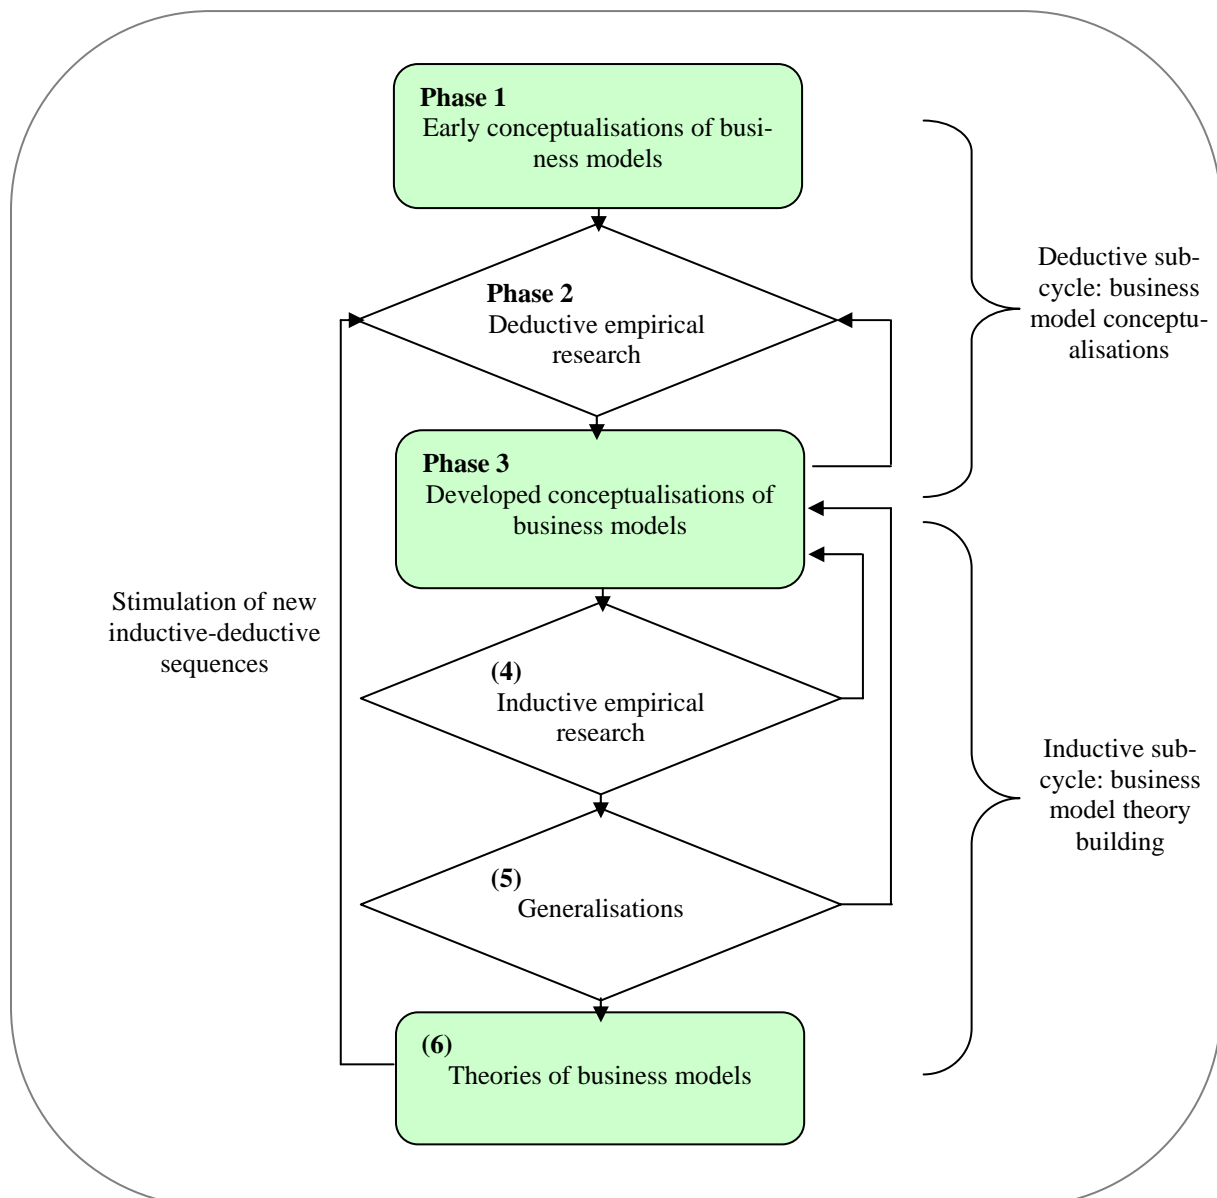 Phase 1
Early conceptualisations of busi-
ness models
Phase 2
Deductive empirical
research
Deductive sub-
cycle: business
model conceptu-
alisations
Phase 3
Developed conceptualisations of
business models
Stimulation of new
inductive-deductive
sequences
(4)
Inductive empirical
research
Inductive sub-
cycle: business
model theory
building
(5)
Generalisations
(6)
Theories of business models